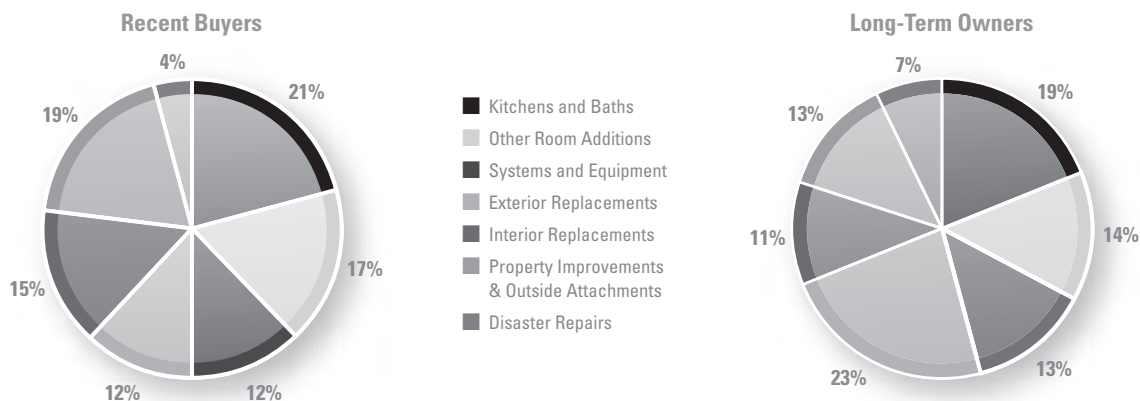 Recent Buyers
4%
21%
19%
17%
15%
12%
12%
Kitchens and Baths
Other Room Additions
Systems and Equipment
Exterior Replacements
Interior Replacements
Property Improvements
& Outside Attachments
Disaster Repairs
Long-Term Owners
7%
19%
13%
14%
11%
23%
13%